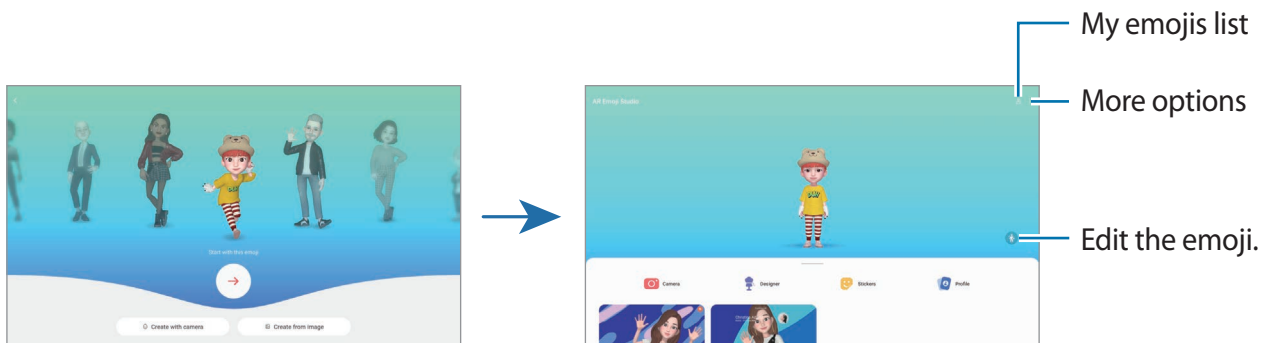 My emojis list
AR Emoji Studio
More options
Start with this emoji
Edit the emoji.
Camera
Designer
Stickers
Profile
Create with camera
Create from image